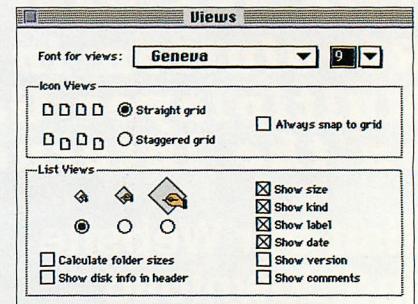 Views
Font for views: Geneva 9
Icon Views
Straight grid
Always snap to grid
Staggered grid
List Views
Show size
Show kind
Show label
Show date
Calculate folder sizes
Show version
Show disk info in header
Show comments